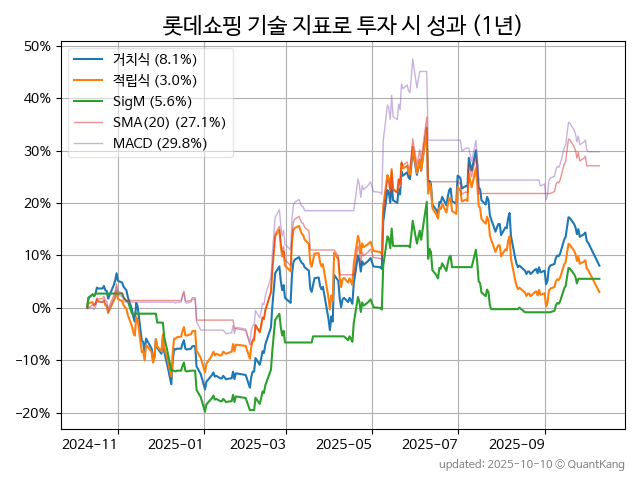 롯데쇼핑 기술 지표로 투자 시 성과 (1년)
거치식 (8.1%)
적립식 (3.0%)
SigM (5.6%)
SMA(20) (27.1%)
MACD (29.8%)
50%
40%
30%
20%
10%
0%
−10%
−20%
2024-11
2025-01
2025-03
2025-05
2025-07
2025-09
updated: 2025-10-10 © QuantKang